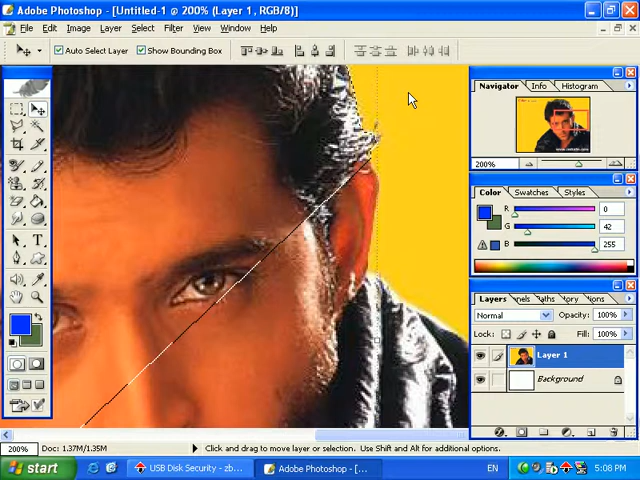 Adobe Photoshop - [Untitled-1 @ 200% (Layer 1, RGB/8)]
File Edit Image Layer Select Filter View Window Help
Auto Select Layer Show Bounding Box
Navigator Info Histogram
200%
Color Swatches Styles
R 0
G 42
B 255
Layers nnels Paths tory ions
Normal Opacity: 100%
Lock: Fill: 100%
Layer 1
Background
200% Doc: 1.37M/1.35M Click and drag to move layer or selection. Use Shift and Alt for additional options.
start USB Disk Security - zb... Adobe Photoshop - [... EN 5:08 PM